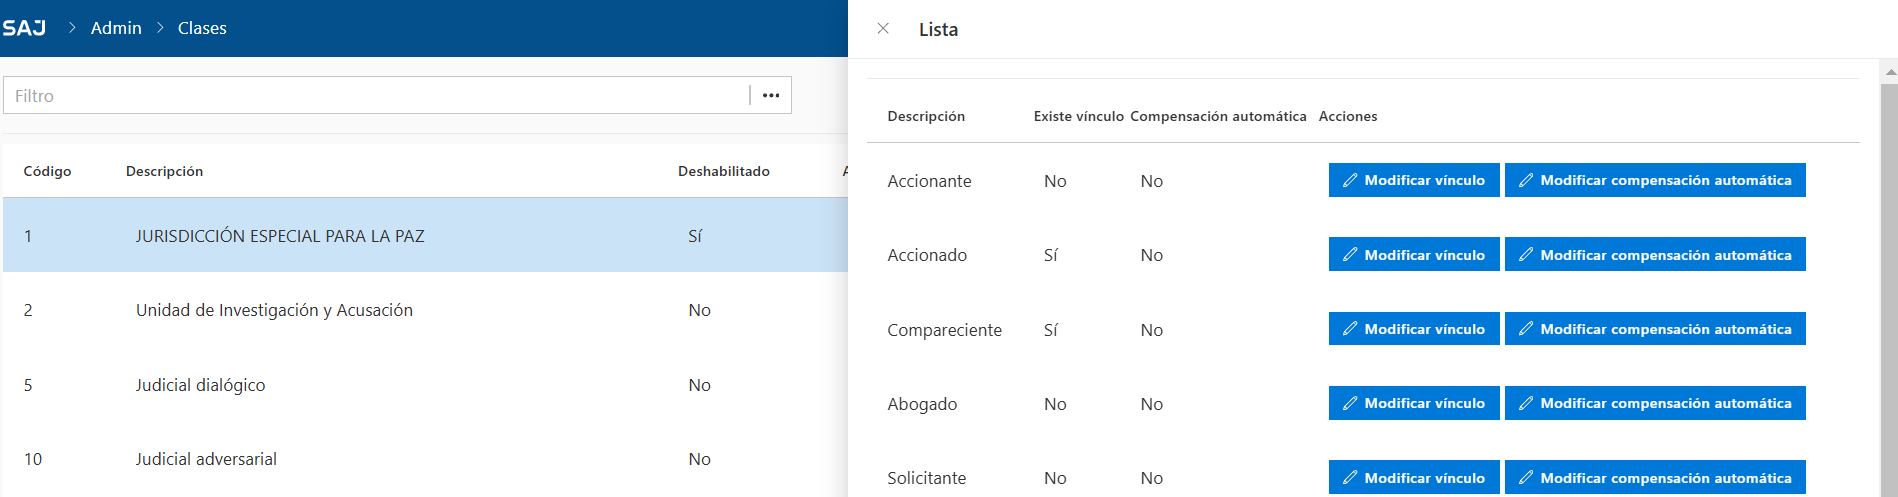 SAJ > Admin > Clases
Filtro
Código Descripción Deshabilitado
1 JURISDICCIÓN ESPECIAL PARA LA PAZ Sí
2 Unidad de Investigación y Acusación No
5 Judicial dialógico No
10 Judicial adversarial No
Lista
Descripción Existe vínculo Compensación automática Acciones
Accionante No No Modificar vínculo Modificar compensación automática
Accionado Sí No Modificar vínculo Modificar compensación automática
Compareciente Sí No Modificar vínculo Modificar compensación automática
Abogado No No Modificar vínculo Modificar compensación automática
Solicitante No No Modificar vínculo Modificar compensación automática